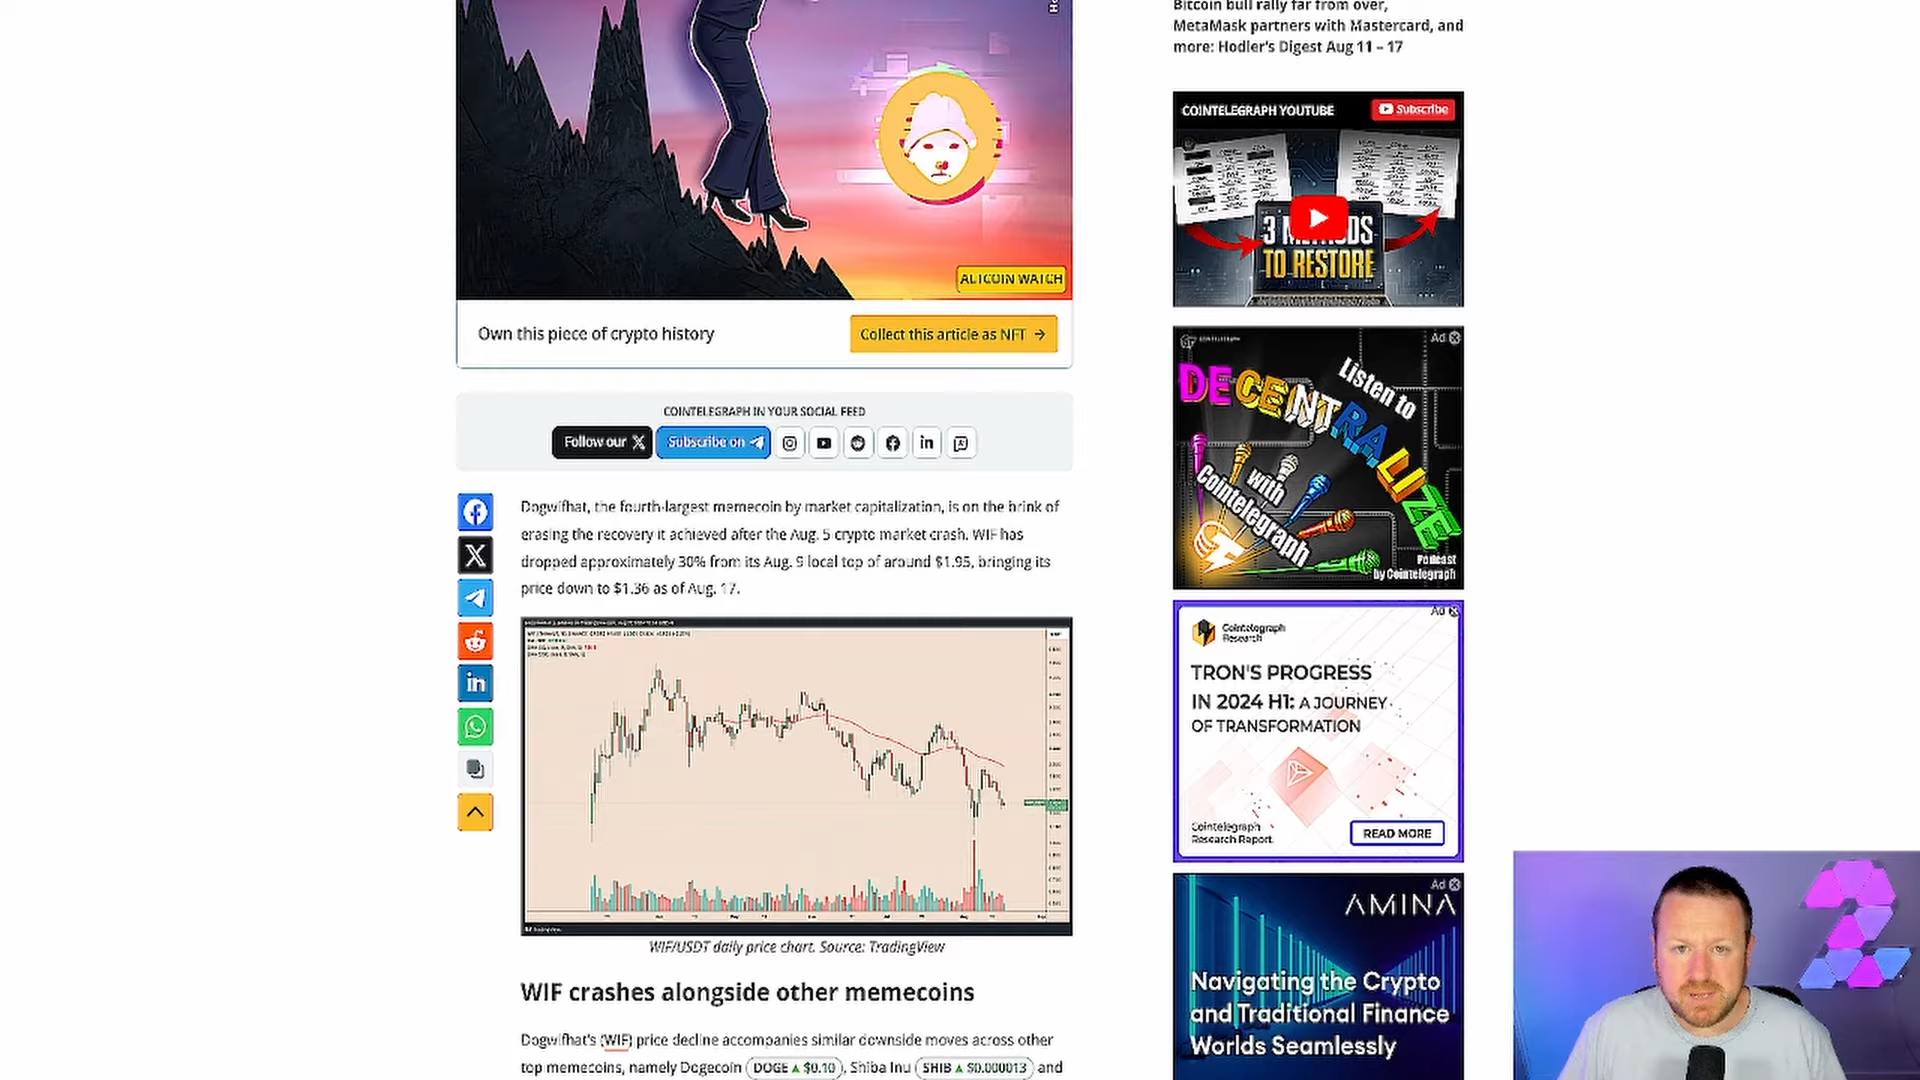 Bitcoin bull rally far from over,
MetaMask partners with Mastercard, and
more: Hodler's Digest Aug 11 – 17
COINTELEGRAPH YOUTUBE
Subscribe
3 METHODS
TO RESTORE
ALTCOIN WATCH
Own this piece of crypto history
Collect this article as NFT →
COINTELEGRAPH IN YOUR SOCIAL FEED
Follow our X
Subscribe on
Dogwifhat, the fourth-largest memecoin by market capitalization, is on the brink of
erasing the recovery it achieved after the Aug. 5 crypto market crash. WIF has
dropped approximately 30% from its Aug. 9 local top of around $1.95, bringing its
price down to $1.36 as of Aug. 17.
WIF/USDT daily price chart. Source: TradingView
WIF crashes alongside other memecoins
Dogwifhat's (WIF) price decline accompanies similar downside moves across other
top memecoins, namely Dogecoin DOGE ▲ $0.10 , Shiba Inu SHIB ▲ $0.000013 and
Ad
Listen to
DECENTRALIZE
with
Cointelegraph
Podcast
by Cointelegraph
Ad
Cointelegraph
Research
TRON'S PROGRESS
IN 2024 H1: A JOURNEY
OF TRANSFORMATION
Cointelegraph
Research Report
READ MORE
Ad
AMINA
Navigating the Crypto
and Traditional Finance
Worlds Seamlessly